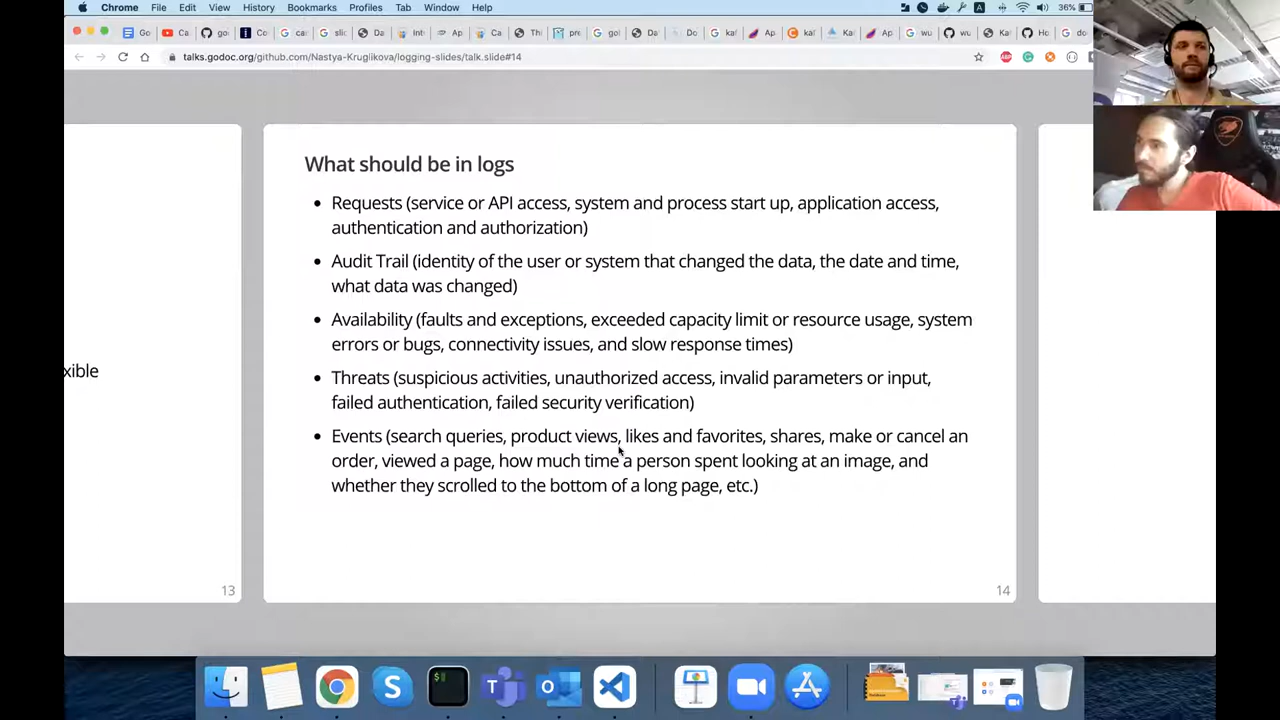 Chrome File Edit View History Bookmarks Profiles Tab Window Help 36%
talks.godoc.org/github.com/Nastya-Kruglikova/logging-slides/talk.slide#14
What should be in logs
• Requests (service or API access, system and process start up, application access,
authentication and authorization)
• Audit Trail (identity of the user or system that changed the data, the date and time,
what data was changed)
• Availability (faults and exceptions, exceeded capacity limit or resource usage, system
errors or bugs, connectivity issues, and slow response times)
xible
• Threats (suspicious activities, unauthorized access, invalid parameters or input,
failed authentication, failed security verification)
• Events (search queries, product views, likes and favorites, shares, make or cancel an
order, viewed a page, how much time a person spent looking at an image, and
whether they scrolled to the bottom of a long page, etc.)
13
14